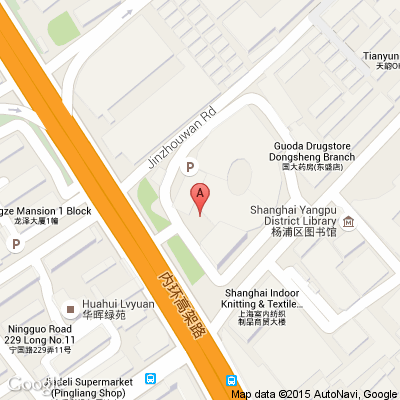 Tianyun
天韵O
Jinzhouwan Rd
P
Guoda Drugstore
Dongsheng Branch
国大药房(东盛店)
A
gze Mansion 1 Block
龙泽大厦1幢
Shanghai Yangpu
District Library
杨浦区图书馆
P
内环高架路
Huahui Lvyuan
华晖绿苑
Shanghai Indoor
Knitting & Textile...
上海室内纺织
制品商贸大楼
Ningguo Road
229 Long No.11
宁国路229弄11号
deli Supermarket
(Pingliang Shop)
©2015 AutoNavi, Google